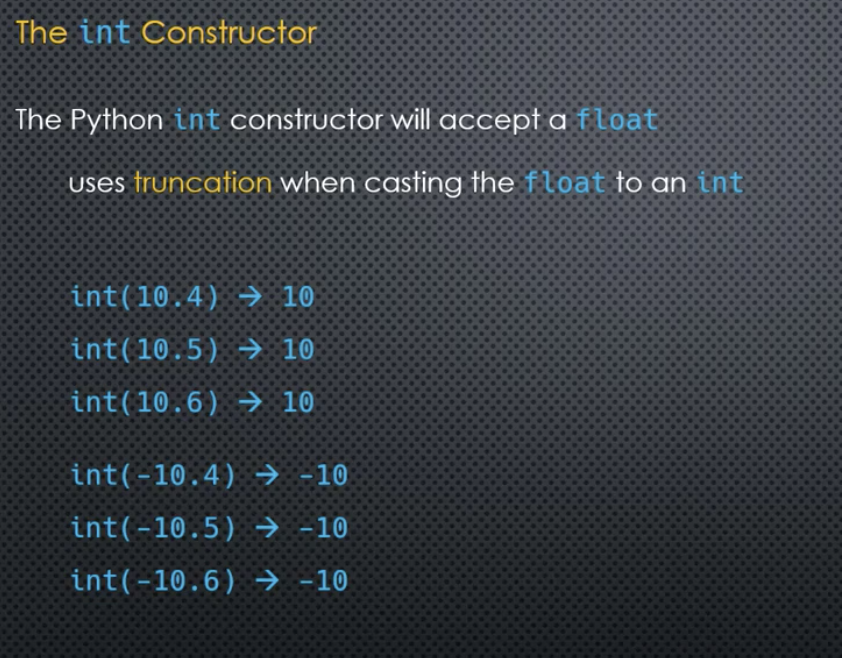 The int Constructor
The Python int constructor will accept a float
uses truncation when casting the float to an int
int(10.4) → 10
int(10.5) → 10
int(10.6) → 10
int(-10.4) → -10
int(-10.5) → -10
int(-10.6) → -10